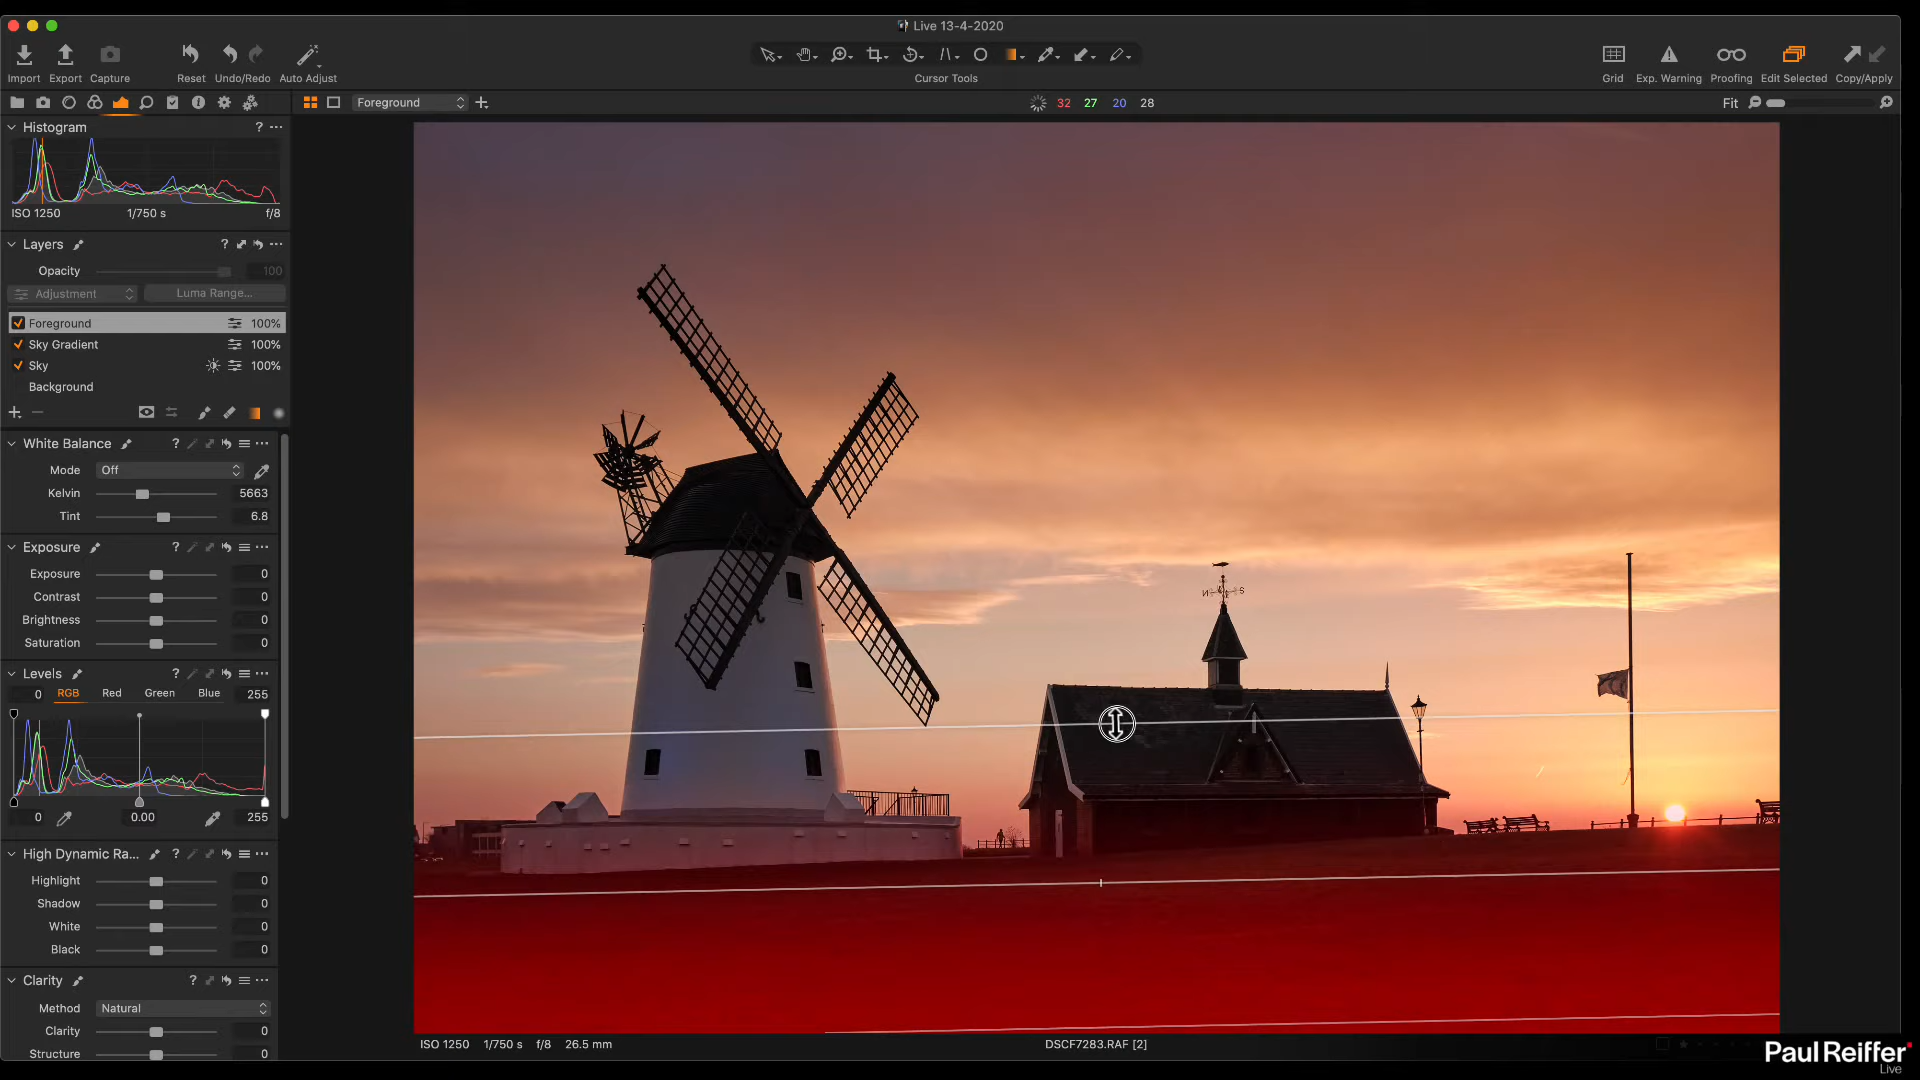 Live 13-4-2020
Import Export Capture Reset Undo/Redo Auto Adjust
Cursor Tools
Grid Exp. Warning Proofing Edit Selected Copy/Apply
Foreground
32 27 20 28
Fit
Histogram ?
ISO 1250 1/750 s f/8
Layers ?
Opacity 100
Adjustment Luma Range...
Foreground 100%
Sky Gradient 100%
Sky 100%
Background
White Balance ?
Mode Off
Kelvin 5663
Tint 6.8
Exposure ?
Exposure 0
Contrast 0
Brightness 0
Saturation 0
Levels ?
0 RGB Red Green Blue 255
0 0.00 255
High Dynamic Ra... ?
Highlight 0
Shadow 0
White 0
Black 0
Clarity ?
Method Natural
Clarity 0
Structure 0
N S
ISO 1250 1/750 s f/8 26.5 mm
DSCF7283.RAF [2]
Paul Reiffer
Live